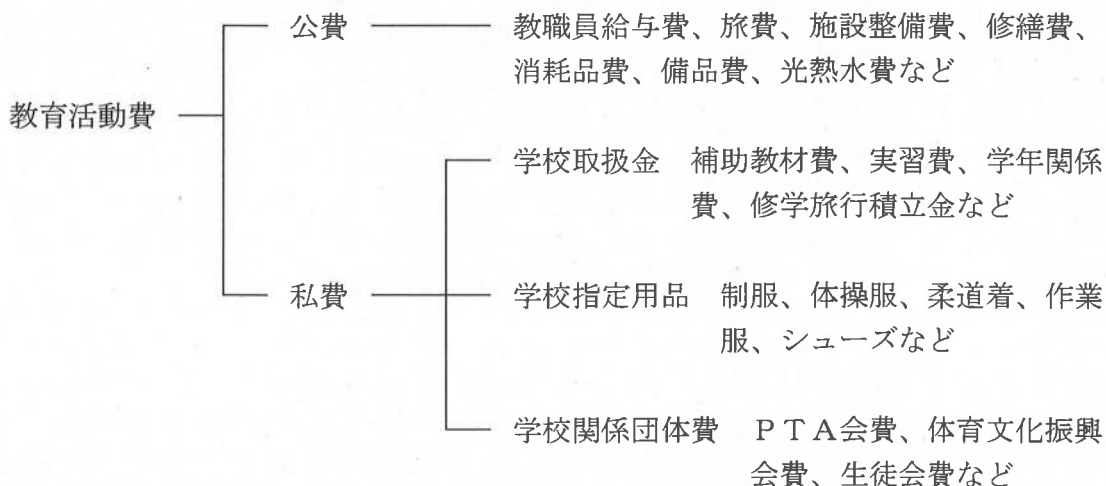 公費
教職員給与費、旅費、施設整備費、修繕費、
消耗品費、備品費、光熱水費など
教育活動費
学校取扱金 補助教材費、実習費、学年関係
費、修学旅行積立金など
私費
学校指定用品 制服、体操服、柔道着、作業
服、シューズなど
学校関係団体費 PTA会費、体育文化振興
会費、生徒会費など